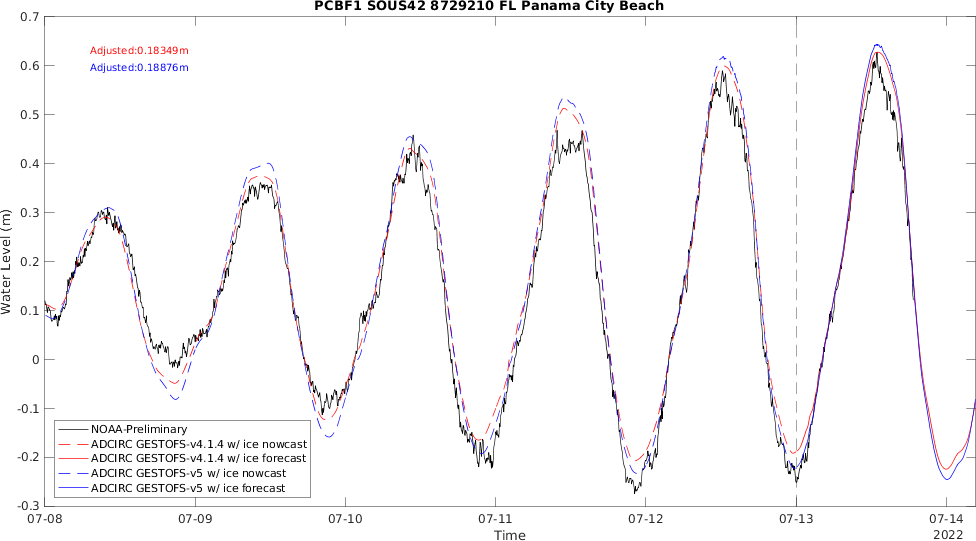 PCBF1 SOUS42 8729210 FL Panama City Beach
0.7
Adjusted:0.18349m
0.6
Adjusted:0.18876m
0.5
0.4
0.3
Water Level (m)
0.2
0.1
0
-0.1
NOAA-Preliminary
ADCIRC GESTOFS-v4.1.4 w/ ice nowcast
ADCIRC GESTOFS-v4.1.4 w/ ice forecast
-0.2
ADCIRC GESTOFS-v5 w/ ice nowcast
ADCIRC GESTOFS-v5 w/ ice forecast
-0.3
07-08 07-09 07-10 07-11 07-12 07-13 07-14
Time
2022